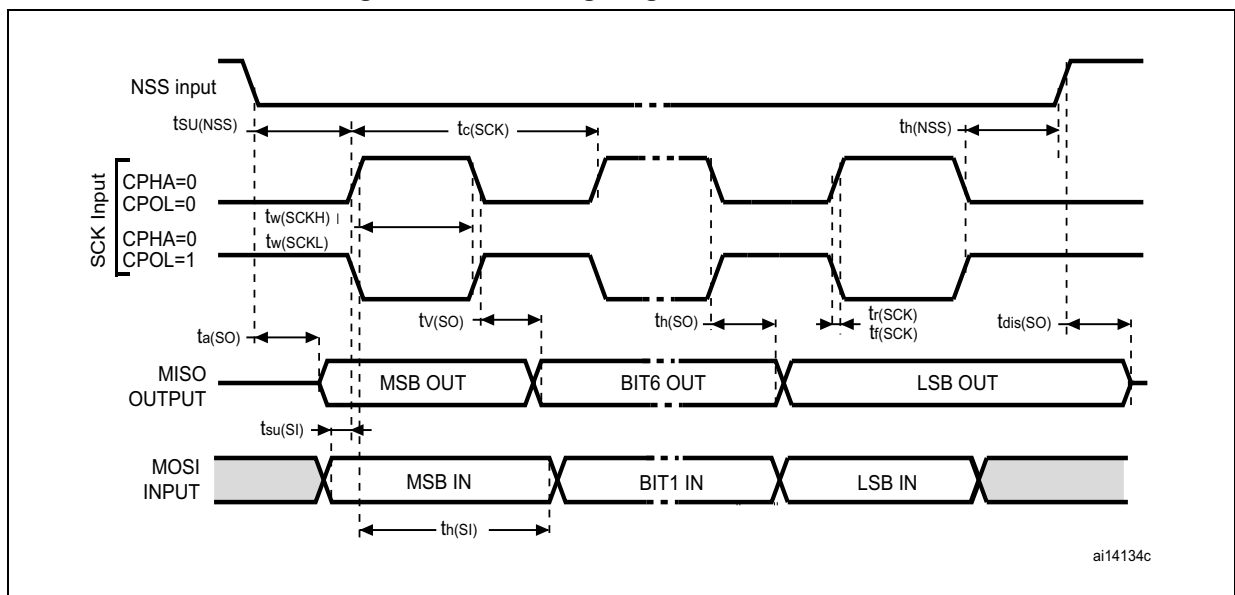 NSS input
tSU(NSS)
tc(SCK)
th(NSS)
SCK Input
CPHA=0
CPOL=0
tw(SCKH)
CPHA=0
tw(SCKL)
CPOL=1
ta(SO)
tV(SO)
th(SO)
tr(SCK)
tf(SCK)
tdis(SO)
MISO
OUTPUT
MSB OUT
BIT6 OUT
LSB OUT
tsu(SI)
MOSI
INPUT
MSB IN
BIT1 IN
LSB IN
th(SI)
ai14134c